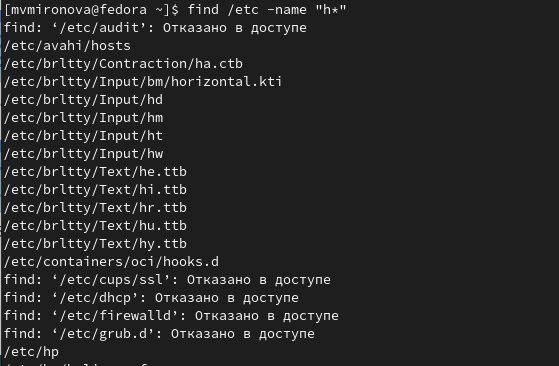 [mvmironova@fedora ~]$ find /etc -name "h*"
find: ‘/etc/audit’: Отказано в доступе
/etc/avahi/hosts
/etc/brltty/Contraction/ha.ctb
/etc/brltty/Input/bm/horizontal.kti
/etc/brltty/Input/hd
/etc/brltty/Input/hm
/etc/brltty/Input/ht
/etc/brltty/Input/hw
/etc/brltty/Text/he.ttb
/etc/brltty/Text/hi.ttb
/etc/brltty/Text/hr.ttb
/etc/brltty/Text/hu.ttb
/etc/brltty/Text/hy.ttb
/etc/containers/oci/hooks.d
find: ‘/etc/cups/ssl’: Отказано в доступе
find: ‘/etc/dhcp’: Отказано в доступе
find: ‘/etc/firewalld’: Отказано в доступе
find: ‘/etc/grub.d’: Отказано в доступе
/etc/hp